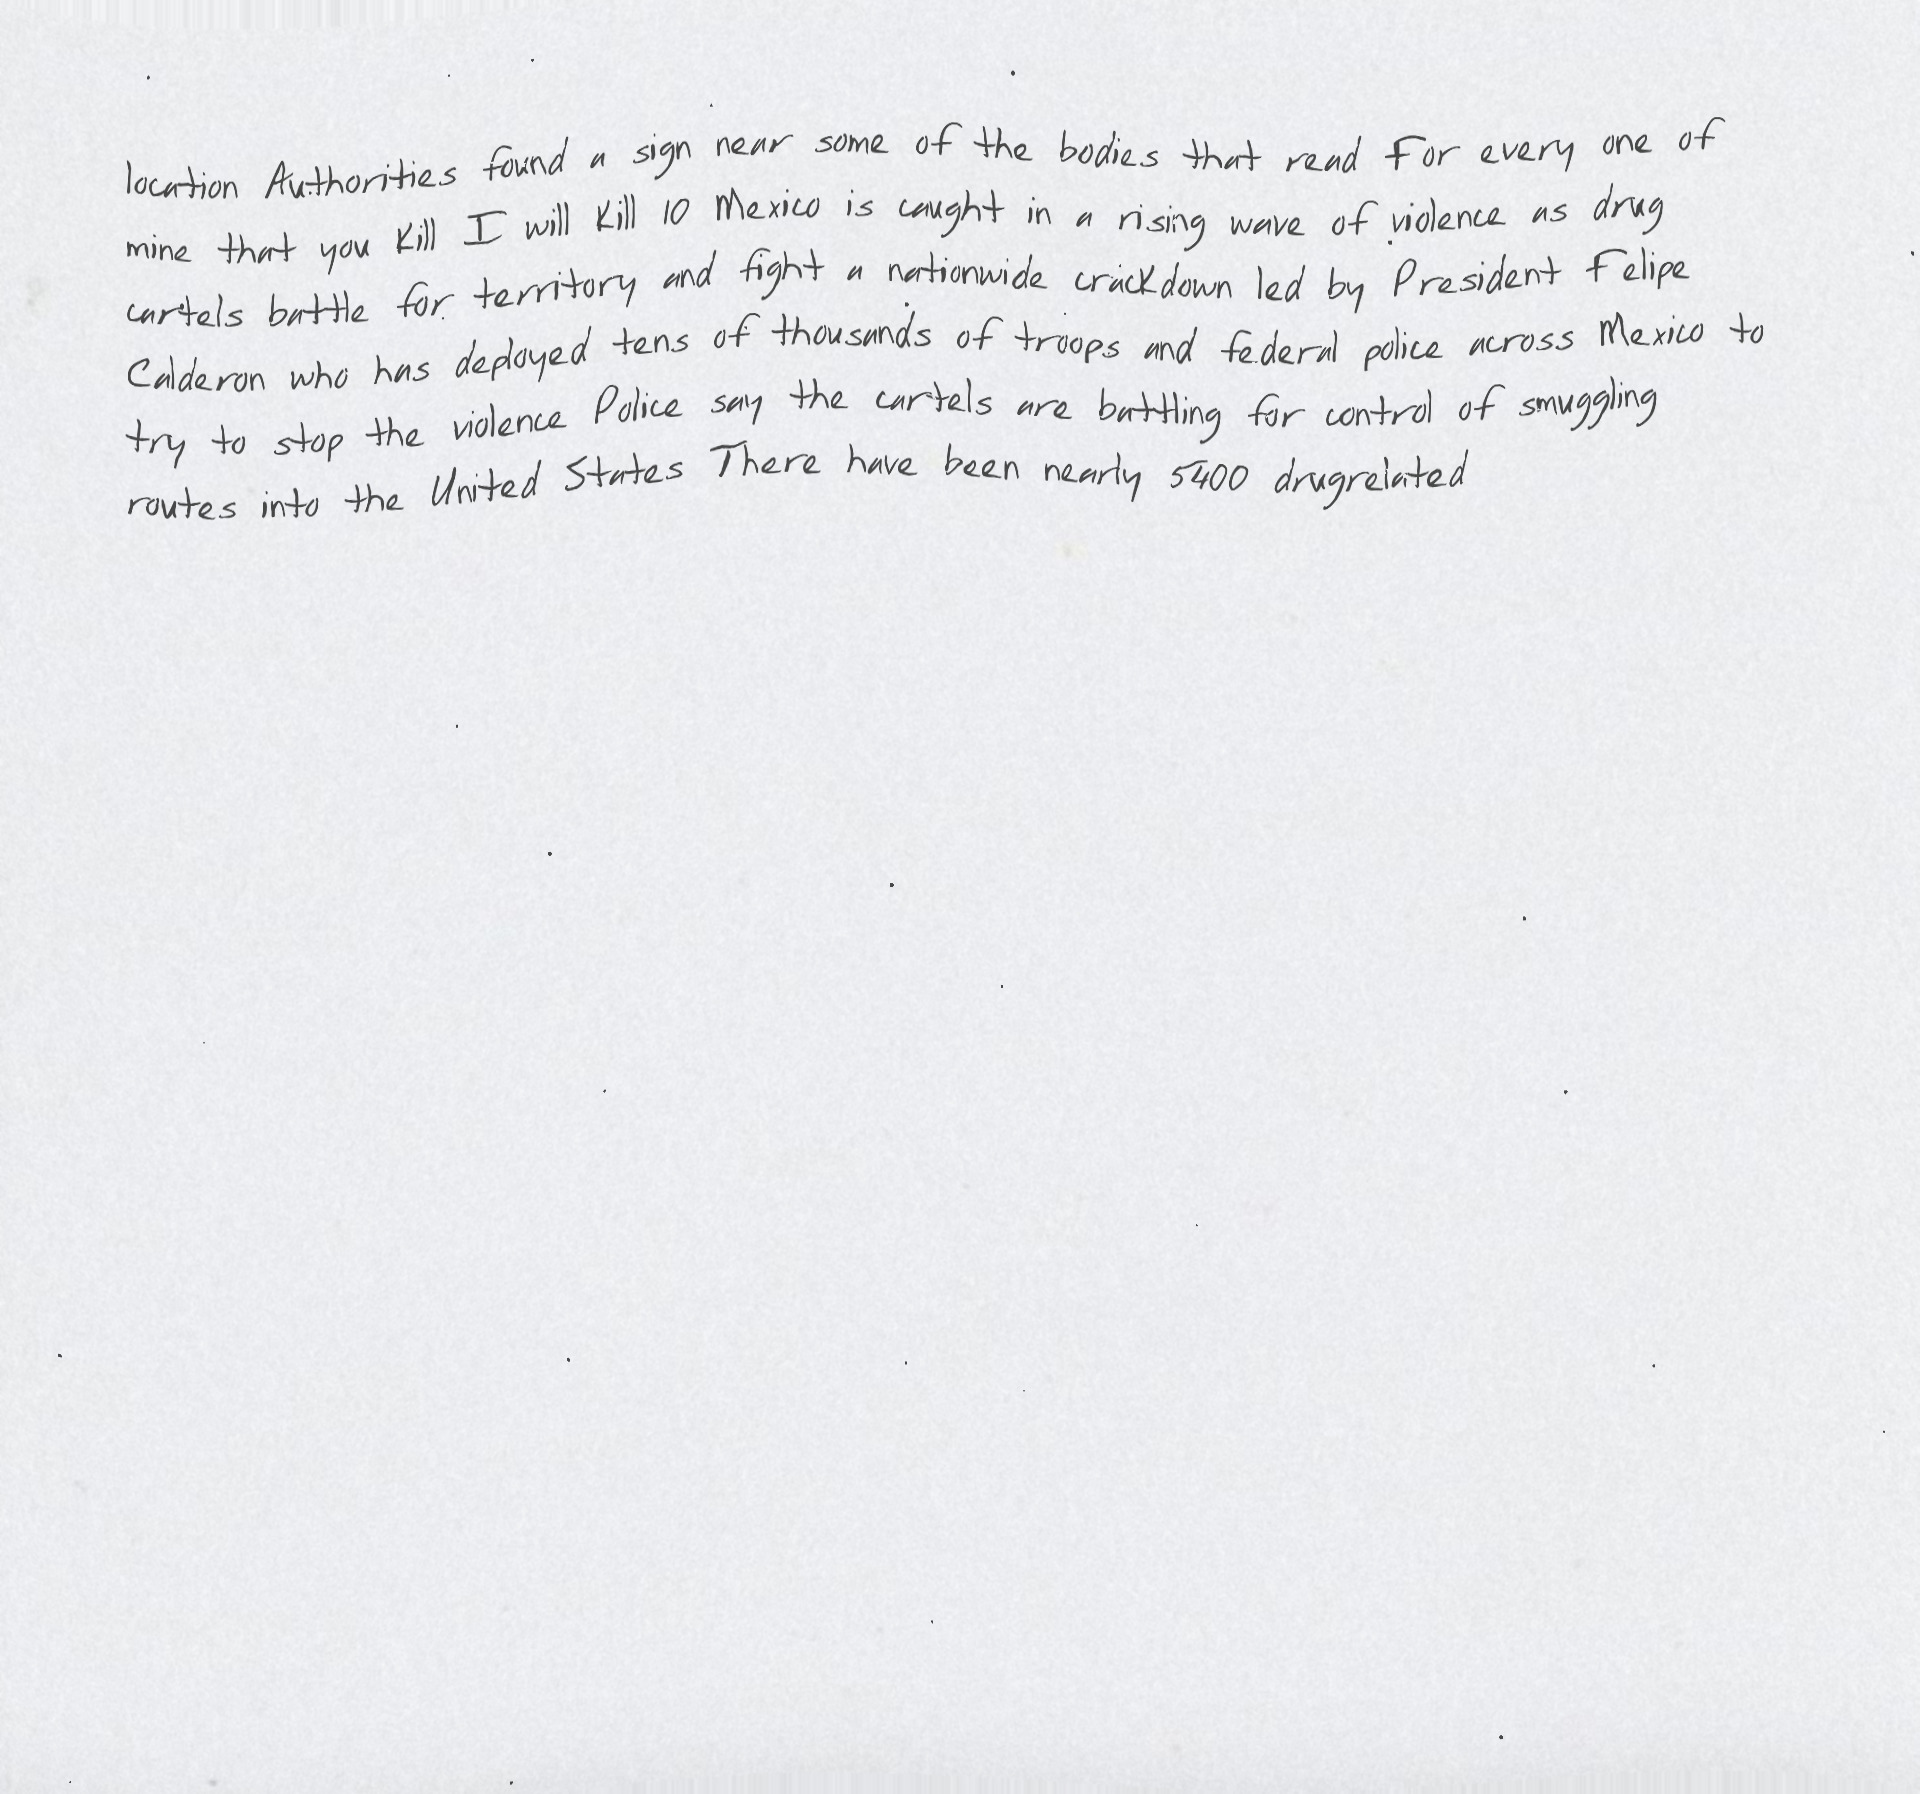 location Authorities found a sign near some of the bodies that read For every one of
mine that you kill I will kill 10 Mexico is caught in a rising wave of violence as drug
cartels battle for territory and fight a nationwide crackdown led by President Felipe
Calderon who has deployed tens of thousands of troops and federal police across Mexico to
try to stop the violence Police say the cartels are battling for control of smuggling
routes into the United States There have been nearly 5400 drugrelated